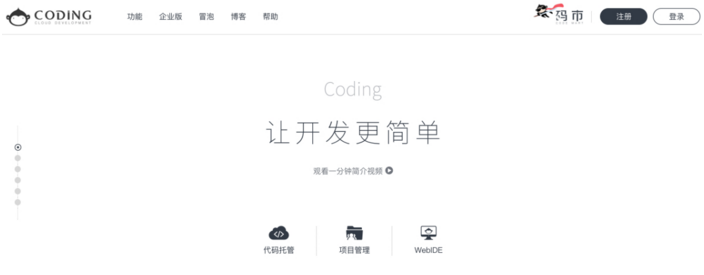 CODING
CLOUD DEVELOPMENT
功能 企业版 冒泡 博客 帮助
码市
注册 登录
Coding
让开发更简单
观看一分钟简介视频
代码托管 项目管理 WebIDE